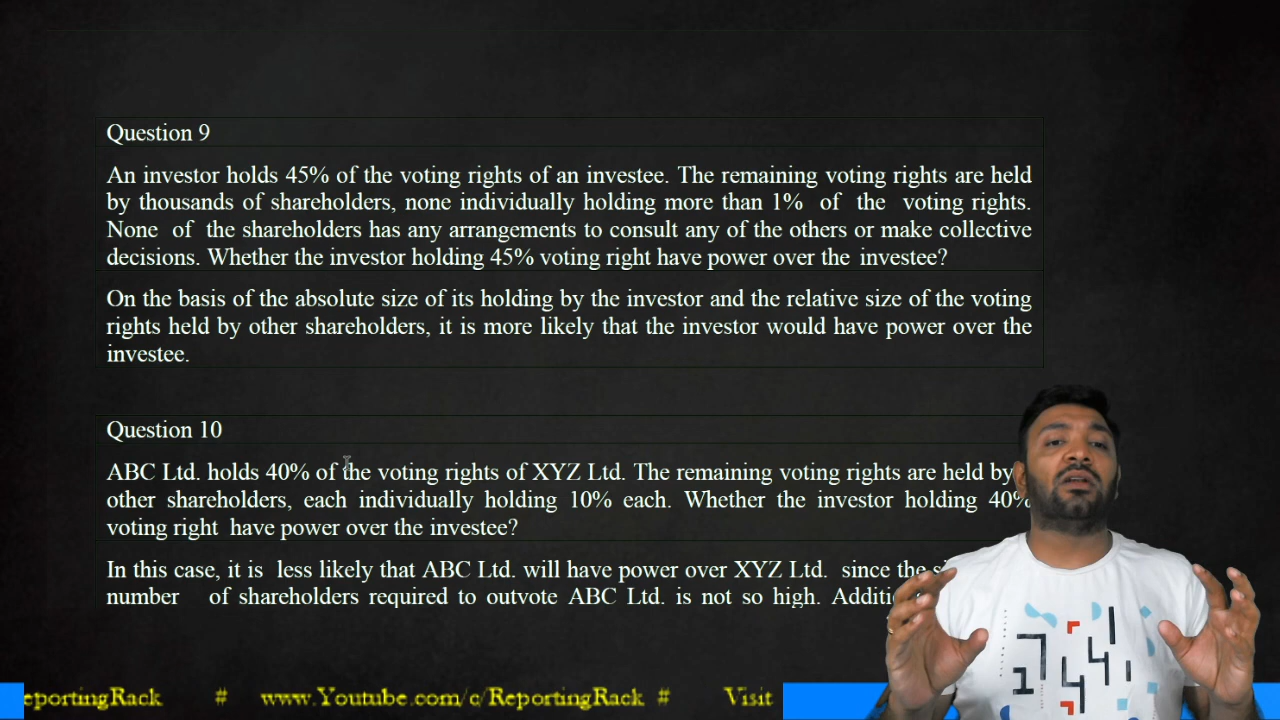 Question 9
An investor holds 45% of the voting rights of an investee. The remaining voting rights are held
by thousands of shareholders, none individually holding more than 1% of the voting rights.
None of the shareholders has any arrangements to consult any of the others or make collective
decisions. Whether the investor holding 45% voting right have power over the investee?
On the basis of the absolute size of its holding by the investor and the relative size of the voting
rights held by other shareholders, it is more likely that the investor would have power over the
investee.
Question 10
ABC Ltd. holds 40% of the voting rights of XYZ Ltd. The remaining voting rights are held by
other shareholders, each individually holding 10% each. Whether the investor holding 40%
voting right have power over the investee?
In this case, it is less likely that ABC Ltd. will have power over XYZ Ltd. since the
number of shareholders required to outvote ABC Ltd. is not so high.
eportingRack # www.Youtube.com/c/ReportingRack # Visit